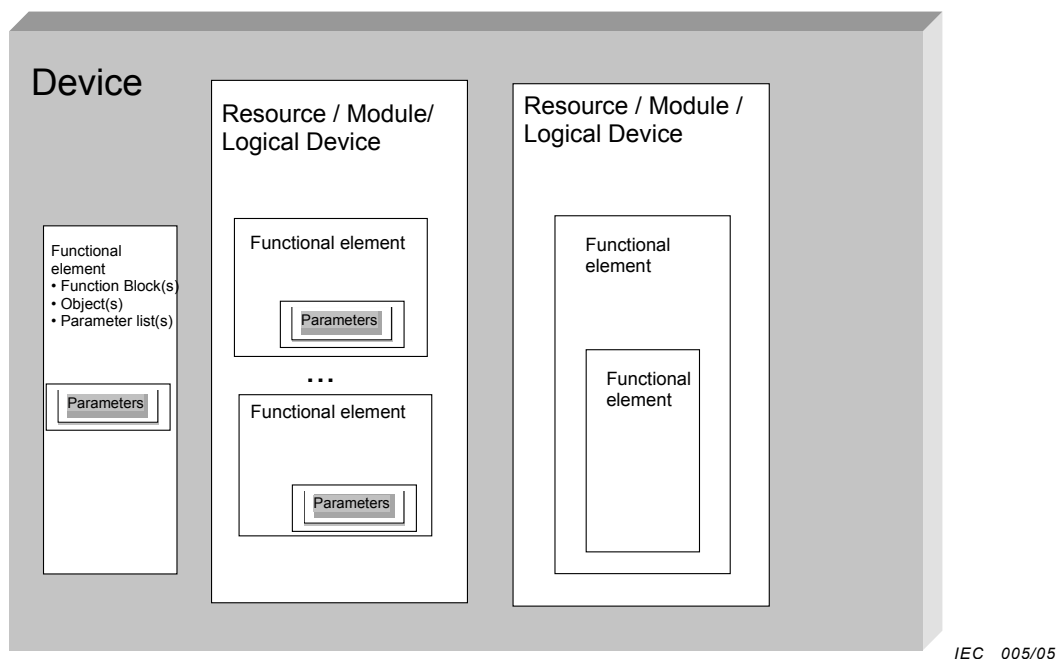 Device
Functional
element
• Function Block(s)
• Object(s)
• Parameter list(s)
Parameters
Resource / Module/
Logical Device
Functional element
Parameters
...
Functional element
Parameters
Resource / Module /
Logical Device
Functional
element
Functional
element
IEC 005/05